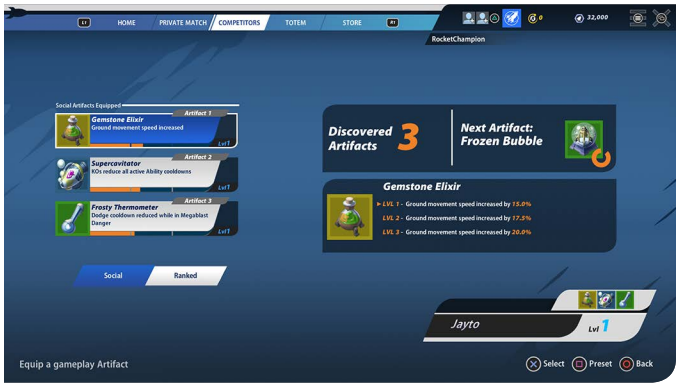 L1 HOME PRIVATE MATCH COMPETITORS TOTEM STORE R1 0 32,000
RocketChampion
Social Artifacts Equipped
Artifact 1
Gemstone Elixir
Ground movement speed increased
Lvl 1
Artifact 2
Supercavitator
KOs reduce all active Ability cooldowns
Lvl 1
Artifact 3
Frosty Thermometer
Dodge cooldown reduced while in Megablast
Danger
Lvl 1
Social Ranked
Discovered
Artifacts 3
Next Artifact:
Frozen Bubble
Gemstone Elixir
LVL 1 - Ground movement speed increased by 15.0%
LVL 2 - Ground movement speed increased by 17.5%
LVL 3 - Ground movement speed increased by 20.0%
Jayto Lvl 1
Equip a gameplay Artifact
Select Preset Back